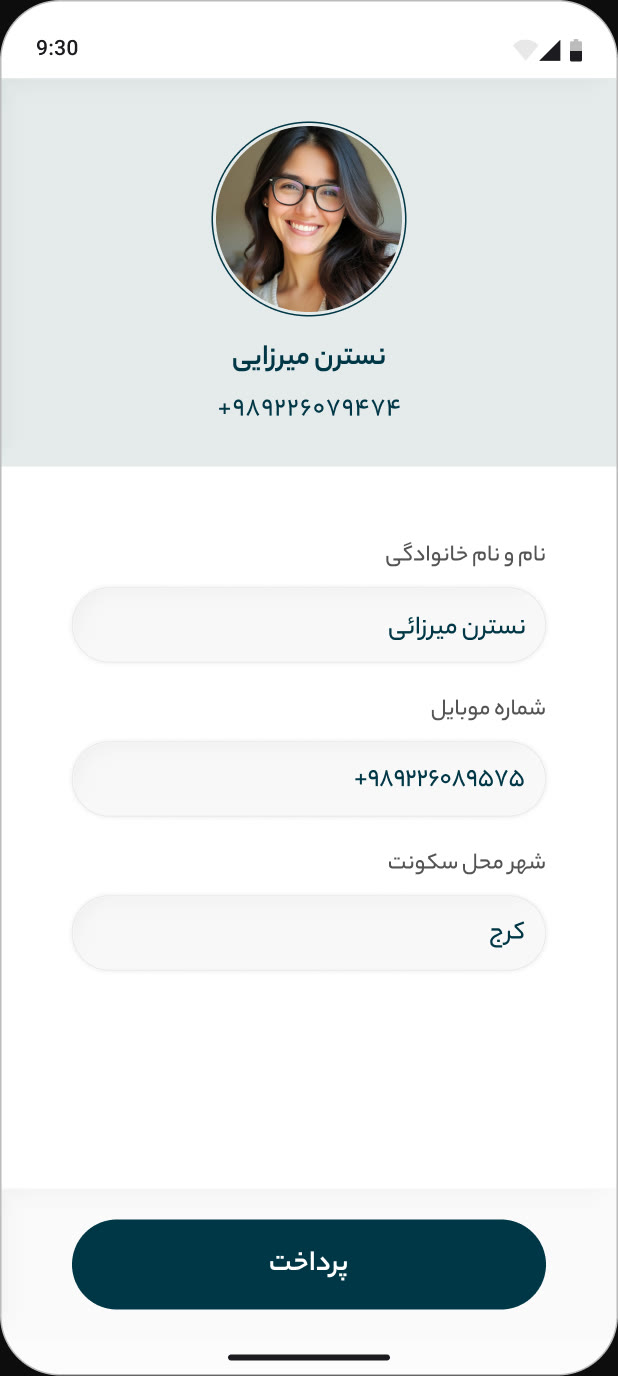 9:30
نسترن میرزایی
+۹۸۹۲۲۶۰۷۹۴۷۴
نام و نام خانوادگی
نسترن میرزائی
شماره موبایل
+۹۸۹۲۲۶۰۸۹۵۷۵
شهر محل سکونت
کرج
پرداخت